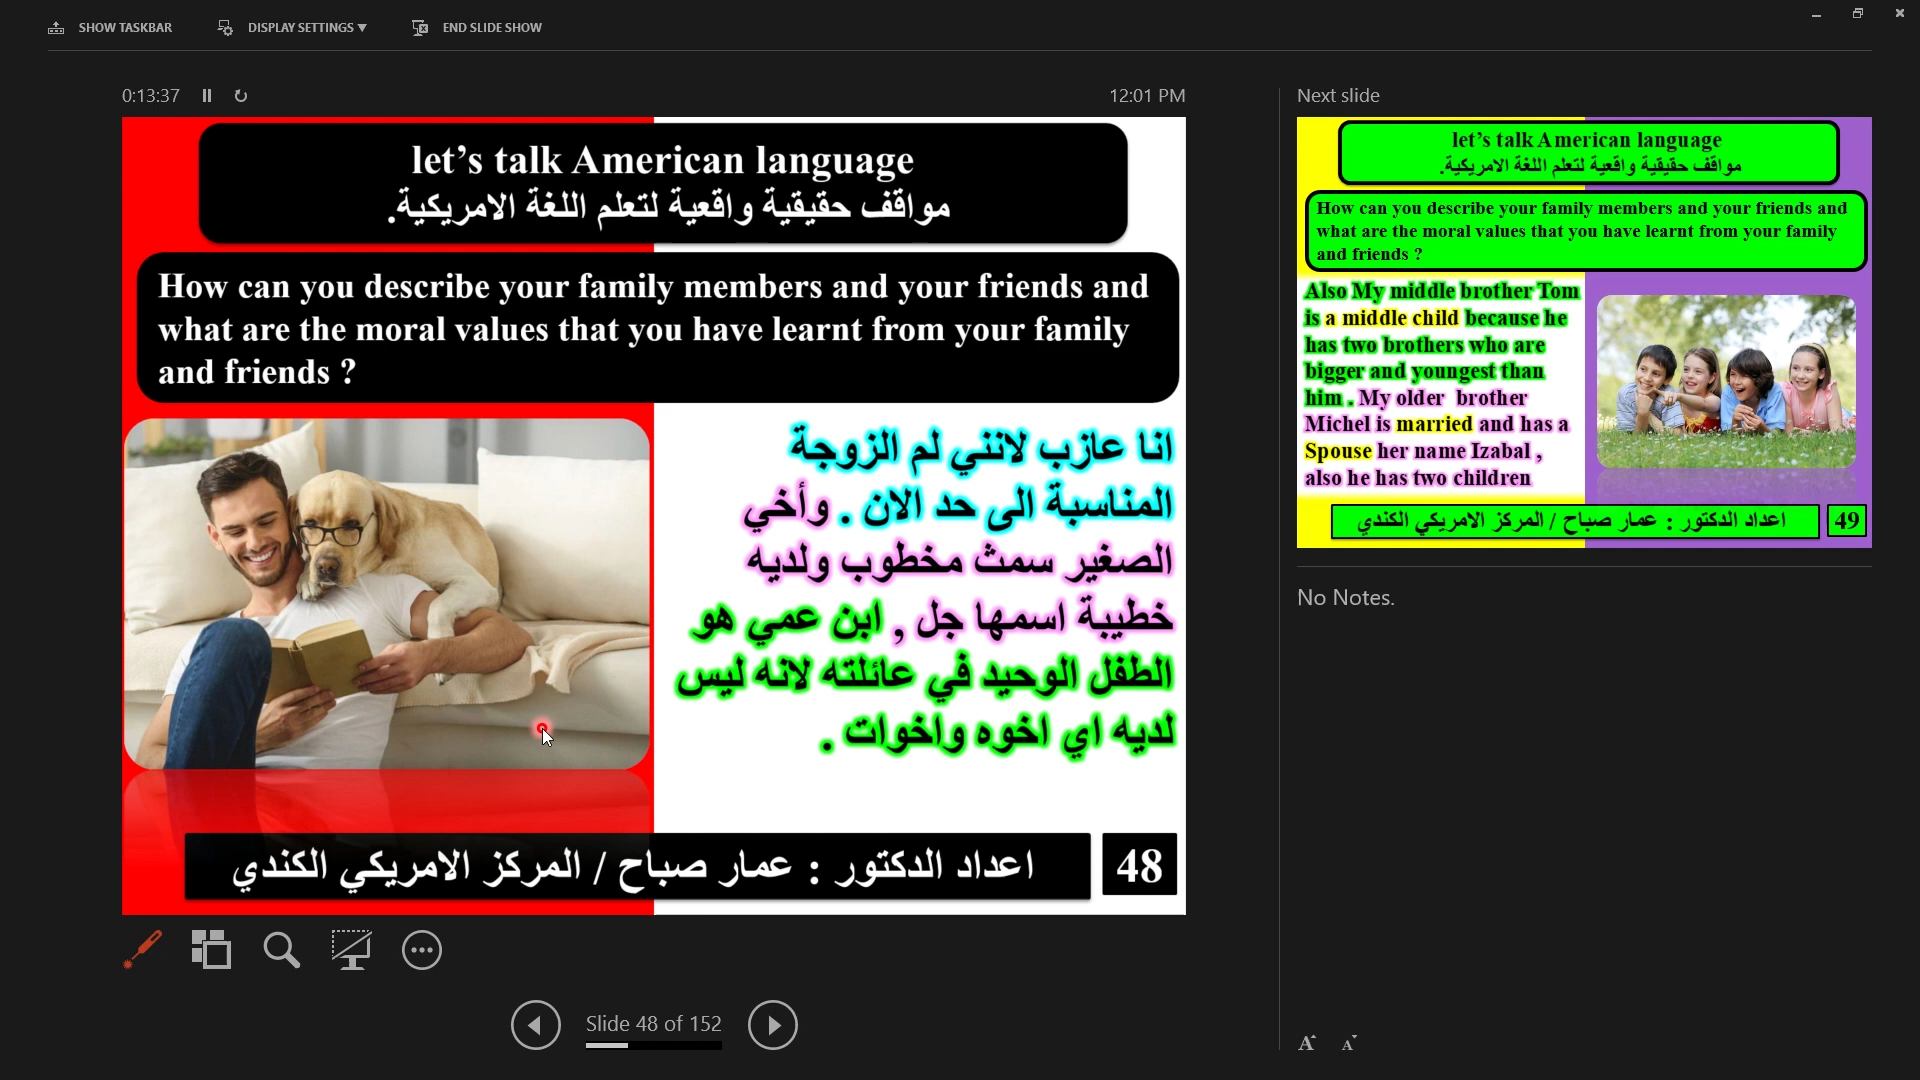 SHOW TASKBAR
DISPLAY SETTINGS
END SLIDE SHOW
0:13:37
12:01 PM
let’s talk American language
مواقف حقيقية واقعية لتعلم اللغة الامريكية.
How can you describe your family members and your friends and
what are the moral values that you have learnt from your family
and friends ?
انا عازب لانني لم الزوجة
المناسبة الى حد الان . وأخي
الصغير سمث مخطوب ولديه
خطيبة اسمها جل , ابن عمي هو
الطفل الوحيد في عائلته لانه ليس
لديه اي اخوه واخوات .
اعداد الدكتور : عمار صباح / المركز الامريكي الكندي
48
Slide 48 of 152
Next slide
let’s talk American language
مواقف حقيقية واقعية لتعلم اللغة الامريكية.
How can you describe your family members and your friends and
what are the moral values that you have learnt from your family
and friends ?
Also My middle brother Tom
is a middle child because he
has two brothers who are
bigger and youngest than
him . My older brother
Michel is married and has a
Spouse her name Izabal ,
also he has two children
اعداد الدكتور : عمار صباح / المركز الامريكي الكندي
49
No Notes.
A A